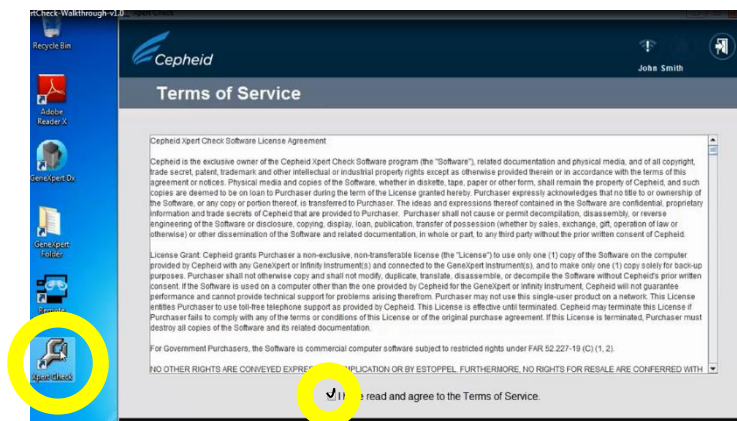 rtCheck-Walkthrough-v1.0
Recycle Bin
Adobe
Reader X
GeneXpert Dx
GeneXpert
Folder
Xpert Check
Cepheid
John Smith
Terms of Service
Cepheid Xpert Check Software License Agreement
Cepheid is the exclusive owner of the Cepheid Xpert Check Software program (the "Software"), related documentation and physical media, and of all copyright,
trade secret, patent, trademark and other intellectual or industrial property rights except as otherwise provided therein or in accordance with the terms of this
agreement or notices. Physical media and copies of the Software, whether in diskette, tape, paper or other form, shall remain the property of Cepheid, and such
copies are deemed to be on loan to Purchaser during the term of the License granted hereby. Purchaser expressly acknowledges that no title to or ownership of
the Software, or any copy or portion thereof, is transferred to Purchaser. The ideas and expressions thereof contained in the Software are confidential, proprietary
information and trade secrets of Cepheid that are provided to Purchaser. Purchaser shall not cause or permit decompilation, disassembly, or reverse
engineering of the Software or disclosing, copying, display, loan, publication, transfer of possession (whether by sales, exchange, gift, operation of law or
otherwise) or other dissemination of the Software and related documentation, in whole or part, to any third party without the prior written consent of Cepheid.
License Grant: Cepheid grants Purchaser a non-exclusive, non-transferable license (the "License") to use only one (1) copy of the Software on the computer
provided by Cepheid with any GeneXpert or Infinity Instrument(s) and connected to the GeneXpert Instrument(s), and to make only one (1) copy solely for back-up
purposes. Purchaser shall not otherwise copy and shall not modify, duplicate, translate, disassemble, or decompile the Software without Cepheid's prior written
consent. If the Software is used on a computer other than the one provided by Cepheid for the GeneXpert or Infinity Instrument, Cepheid will not guarantee
performance and cannot provide technical support for problems arising therefrom. Purchaser may not use this single-user product on a network. This License
entitles Purchaser to use toll-free telephone support as provided by Cepheid. This License is effective until terminated. Cepheid may terminate this License if
Purchaser fails to comply with any of the terms or conditions of this License or of the original purchase agreement. If this License is terminated, Purchaser must
destroy all copies of the Software and its related documentation.
For Government Purchasers, the Software is commercial computer software subject to restricted rights under FAR 52.227-19 (C) (1, 2).
NO OTHER RIGHTS ARE CONVEYED PLICATION OR BY ESTOPPEL. FURTHERMORE, NO RIGHTS FOR RESALE ARE CONFERRED WITH
I read and agree to the Terms of Service.